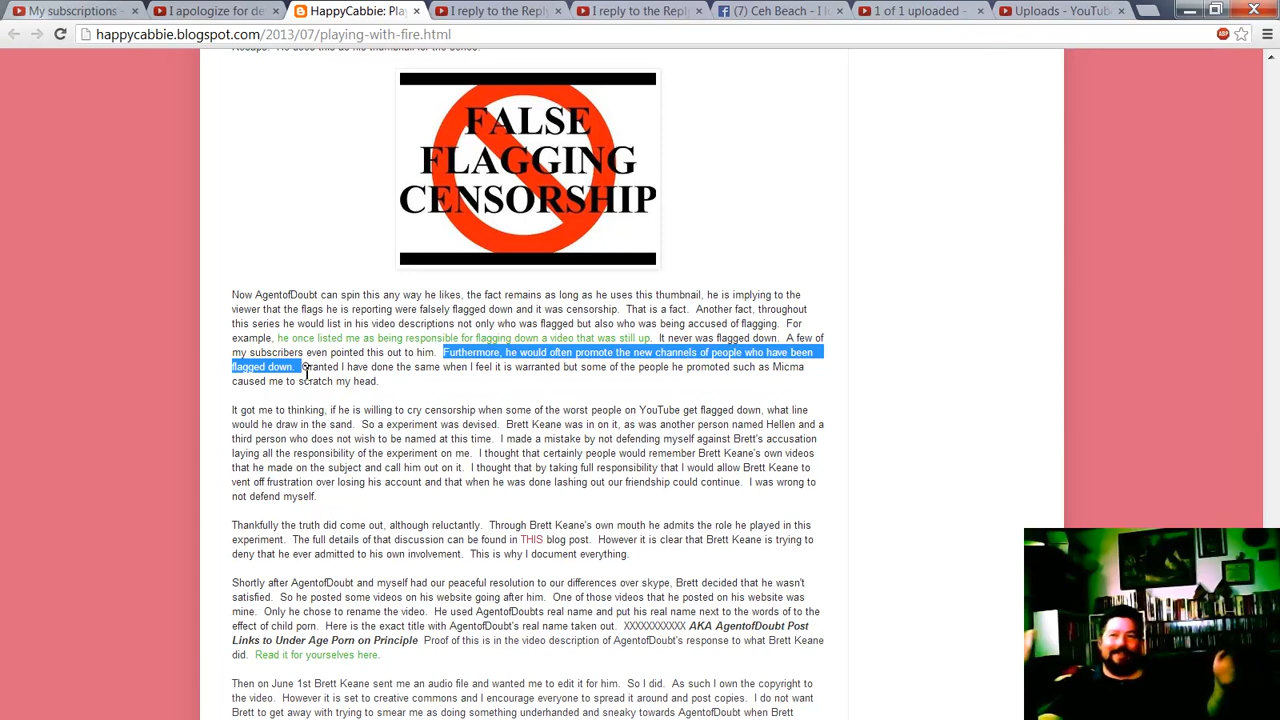 My subscriptions -
I apologize for de
HappyCabbie: Play
I reply to the Rep
I reply to the Rep
(7) Ceh Beach - I
1 of 1 uploaded -
Uploads - YouTube
happycabbie.blogspot.com/2013/07/playing-with-fire.html
ABP
FALSE
FLAGGING
CENSORSHIP
Now AgentofDoubt can spin this any way he likes, the fact remains as long as he uses this thumbnail, he is implying to the
viewer that the flags he is reporting were falsely flagged down and it was censorship. That is a fact. Another fact, throughout
this series he would list in his video descriptions not only who was flagged but also who was being accused of flagging. For
example, he once listed me as being responsible for flagging down a video that was still up. It never was flagged down. A few of
my subscribers even pointed this out to him. Furthermore, he would often promote the new channels of people who have been
flagged down. Granted I have done the same when I feel it is warranted but some of the people he promoted such as Micma
caused me to scratch my head.
It got me to thinking, if he is willing to cry censorship when some of the worst people on YouTube get flagged down, what line
would he draw in the sand. So a experiment was devised. Brett Keane was in on it, as was another person named Hellen and a
third person who does not wish to be named at this time. I made a mistake by not defending myself against Brett's accusation
laying all the responsibility of the experiment on me. I thought that certainly people would remember Brett Keane's own videos
that he made on the subject and call him out on it. I thought that by taking full responsibility that I would allow Brett Keane to
vent off frustration over losing his account and that when he was done lashing out our friendship could continue. I was wrong to
not defend myself.
Thankfully the truth did come out, although reluctantly. Through Brett Keane's own mouth he admits the role he played in this
experiment. The full details of that discussion can be found in THIS blog post. However it is clear that Brett Keane is trying to
deny that he ever admitted to his own involvement. This is why I document everything.
Shortly after AgentofDoubt and myself had our peaceful resolution to our differences over skype, Brett decided that he wasn't
satisfied. So he posted some videos on his website going after him. One of those videos that he posted on his website was
mine. Only he chose to rename the video. He used AgentofDoubts real name and put his real name next to the words of to the
effect of child porn. Here is the exact title with AgentofDoubt's real name taken out. XXXXXXXXXXX AKA AgentofDoubt Post
Links to Under Age Porn on Principle Proof of this is in the video description of AgentofDoubt's response to what Brett Keane
did. Read it for yourselves here.
Then on June 1st Brett Keane sent me an audio file and wanted me to edit it for him. So I did. As such I own the copyright to
the video. However it is set to creative commons and I encourage everyone to spread it around and post copies. I do not want
Brett to get away with trying to smear me as doing something underhanded and sneaky towards AgentofDoubt when Brett